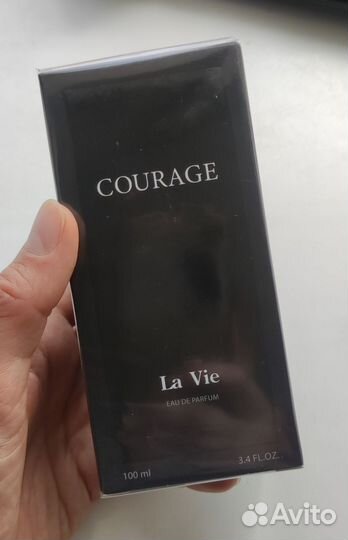 COURAGE
La Vie
EAU DE PARFUM
100 ml 3.4 FL.OZ.
Avito